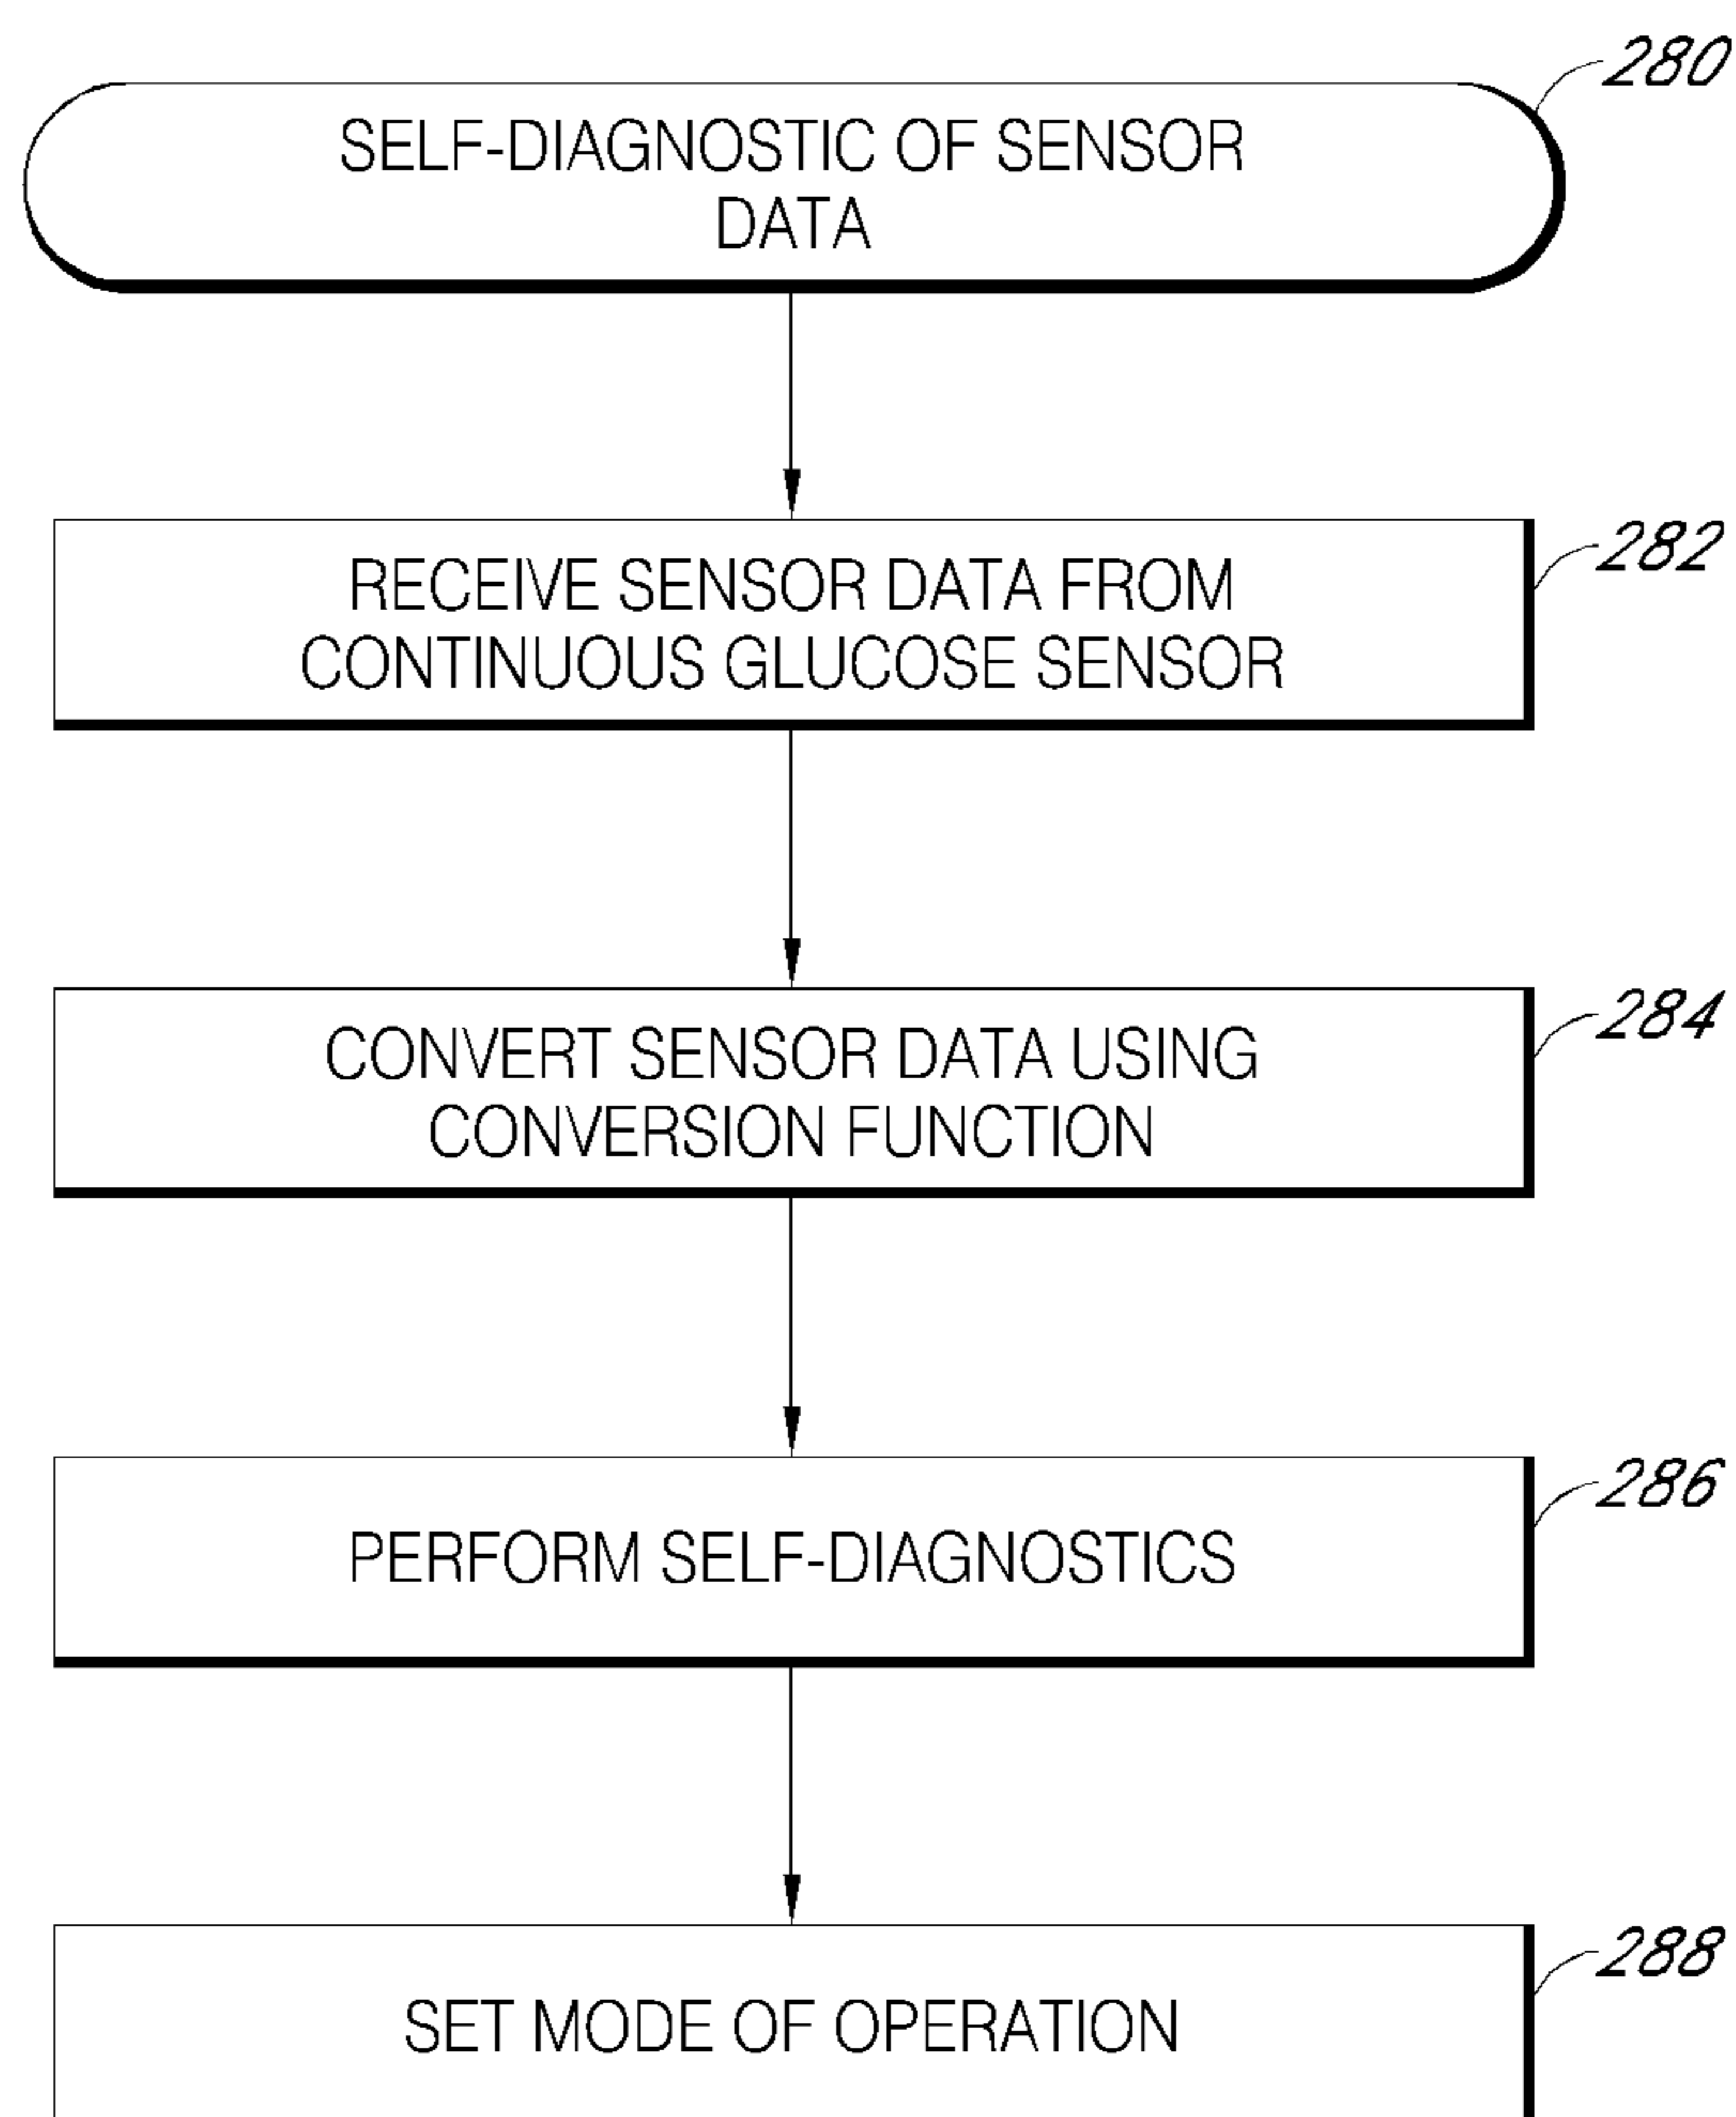 280
SELF-DIAGNOSTIC OF SENSOR
DATA
282
RECEIVE SENSOR DATA FROM
CONTINUOUS GLUCOSE SENSOR
284
CONVERT SENSOR DATA USING
CONVERSION FUNCTION
286
PERFORM SELF-DIAGNOSTICS
288
SET MODE OF OPERATION